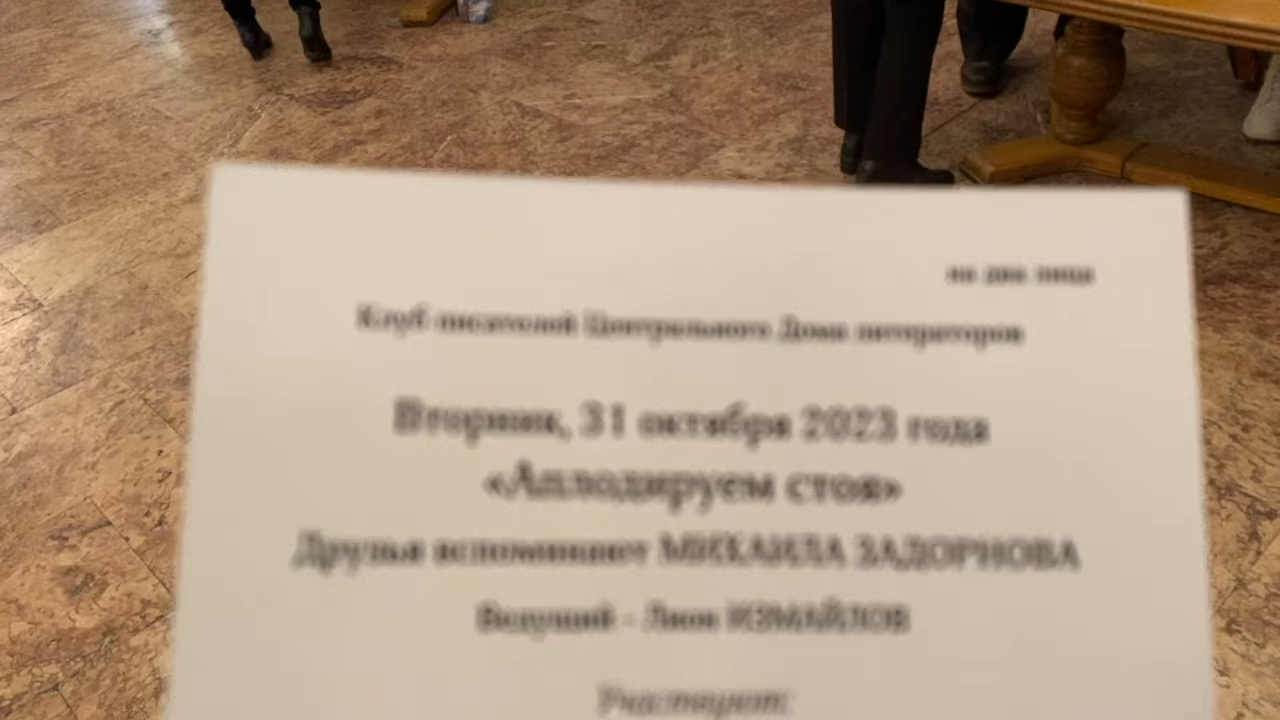 на два лица
Клуб писателей Центрального Дома литераторов
Вторник, 31 октября 2023 года
«Аплодируем стоя»
Друзья вспоминают МИХАИЛА ЗАДОРНОВА
Ведущий - Лион ИЗМАЙЛОВ
Участвуют: